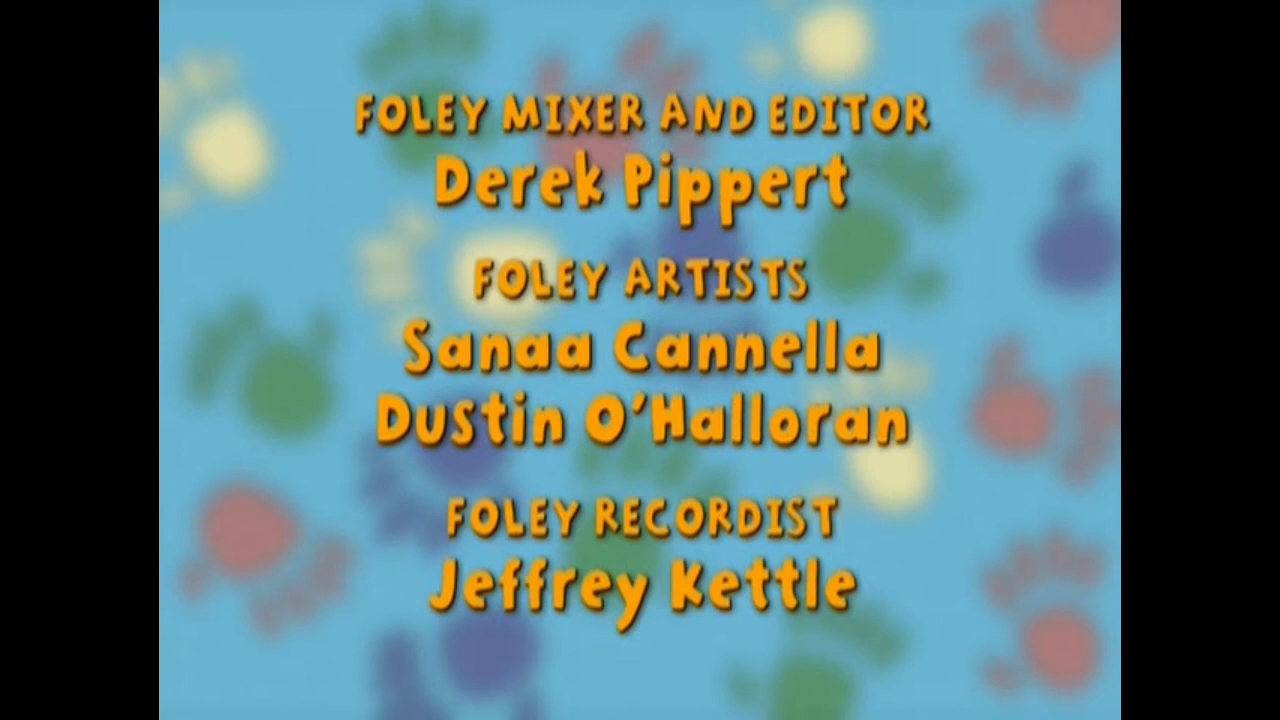 FOLEY MIXER AND EDITOR
Derek Pippert
FOLEY ARTISTS
Sanaa Cannella
Dustin O'Halloran
FOLEY RECORDIST
Jeffrey Kettle